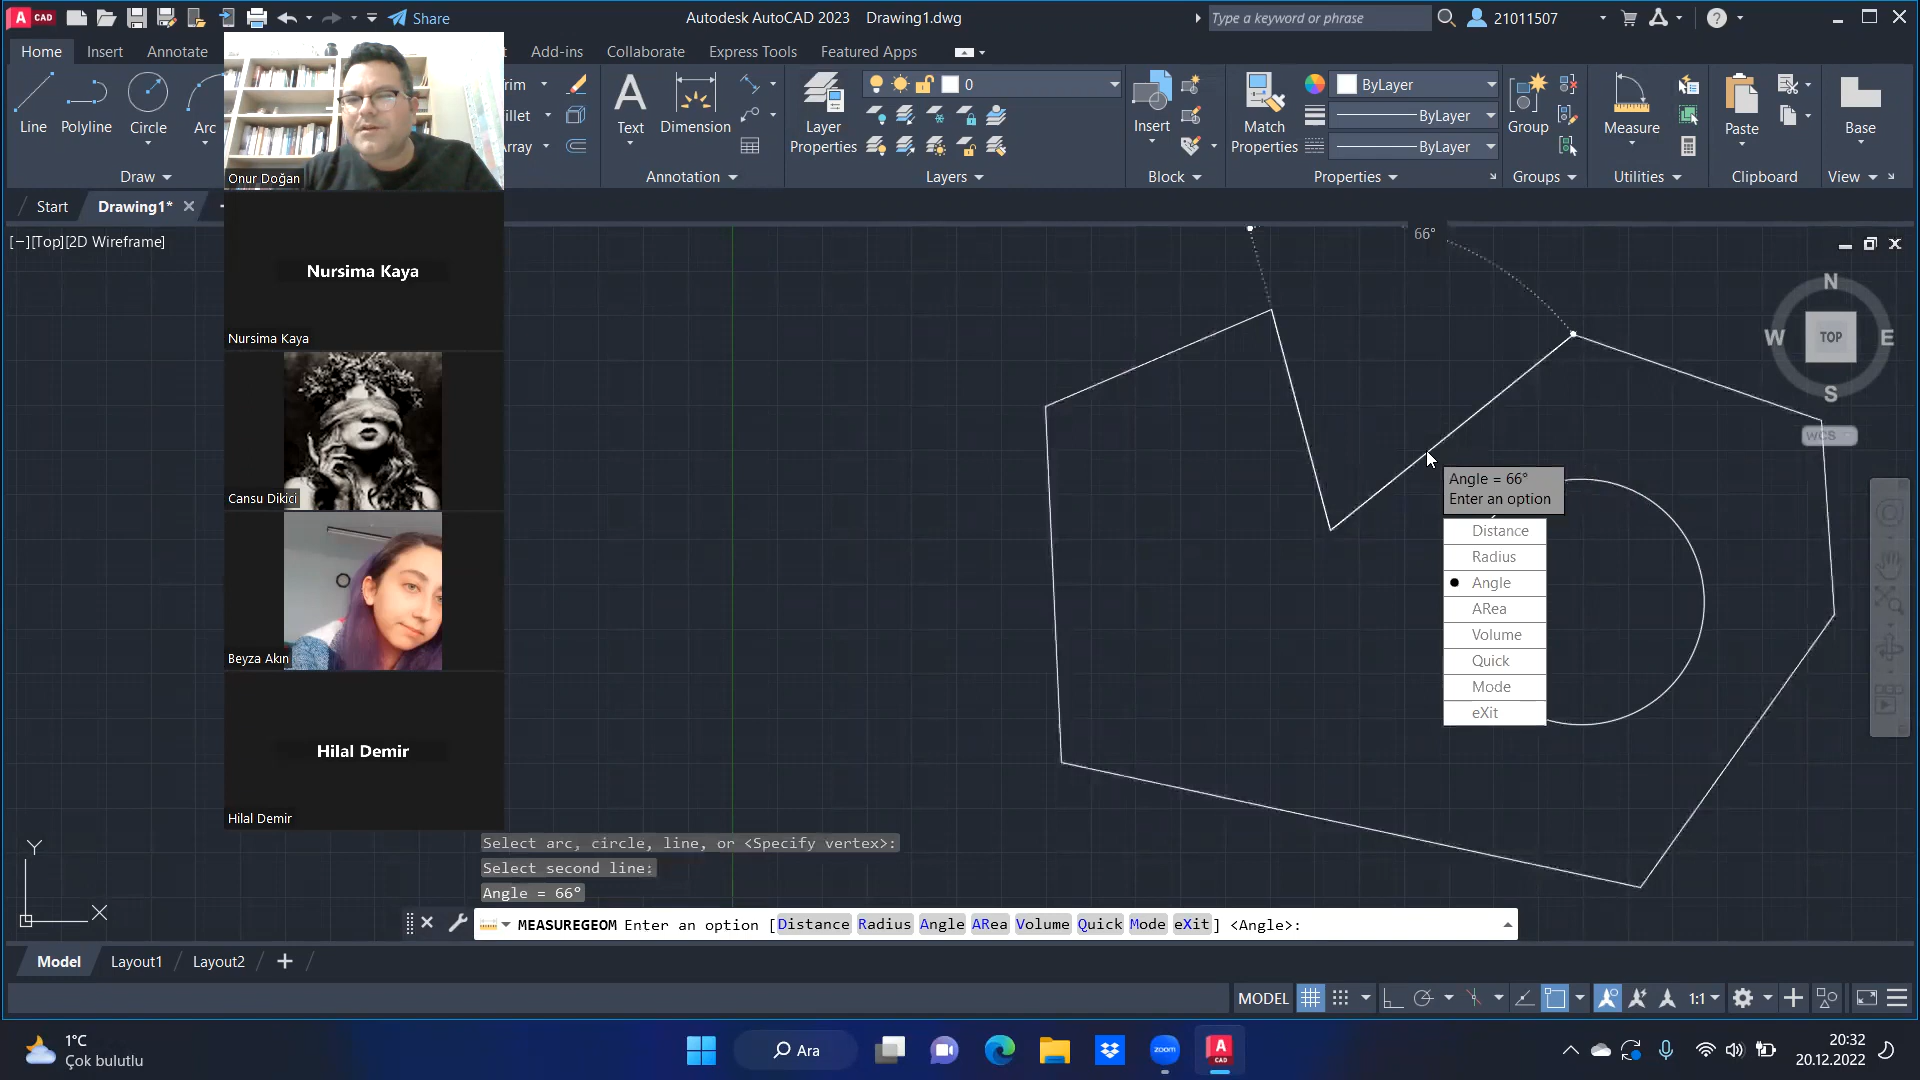 A CAD
Share
Autodesk AutoCAD 2023 Drawing1.dwg
Type a keyword or phrase
21011507
Home Insert Annotate Add-ins Collaborate Express Tools Featured Apps
Line
Polyline
Circle
Arc
Draw
Text
Dimension
Annotation
Layer
Properties
0
Layers
Insert
Block
Match
Properties
ByLayer
ByLayer
ByLayer
Properties
Group
Groups
Measure
Utilities
Paste
Clipboard
Base
View
Start
Drawing1*
[−][Top][2D Wireframe]
Onur Doğan
Nursima Kaya
Nursima Kaya
Cansu Dikici
Beyza Akın
Hilal Demir
Hilal Demir
66°
N
W
TOP
E
S
WCS
Angle = 66°
Enter an option
Distance
Radius
Angle
ARea
Volume
Quick
Mode
eXit
Y
X
Select arc, circle, line, or <Specify vertex>:
Select second line:
Angle = 66°
MEASUREGEOM Enter an option [Distance Radius Angle ARea Volume Quick Mode eXit] <Angle>:
Model Layout1 Layout2
MODEL
1:1
1°C
Çok bulutlu
Ara
zoom
A
CAD
20:32
20.12.2022